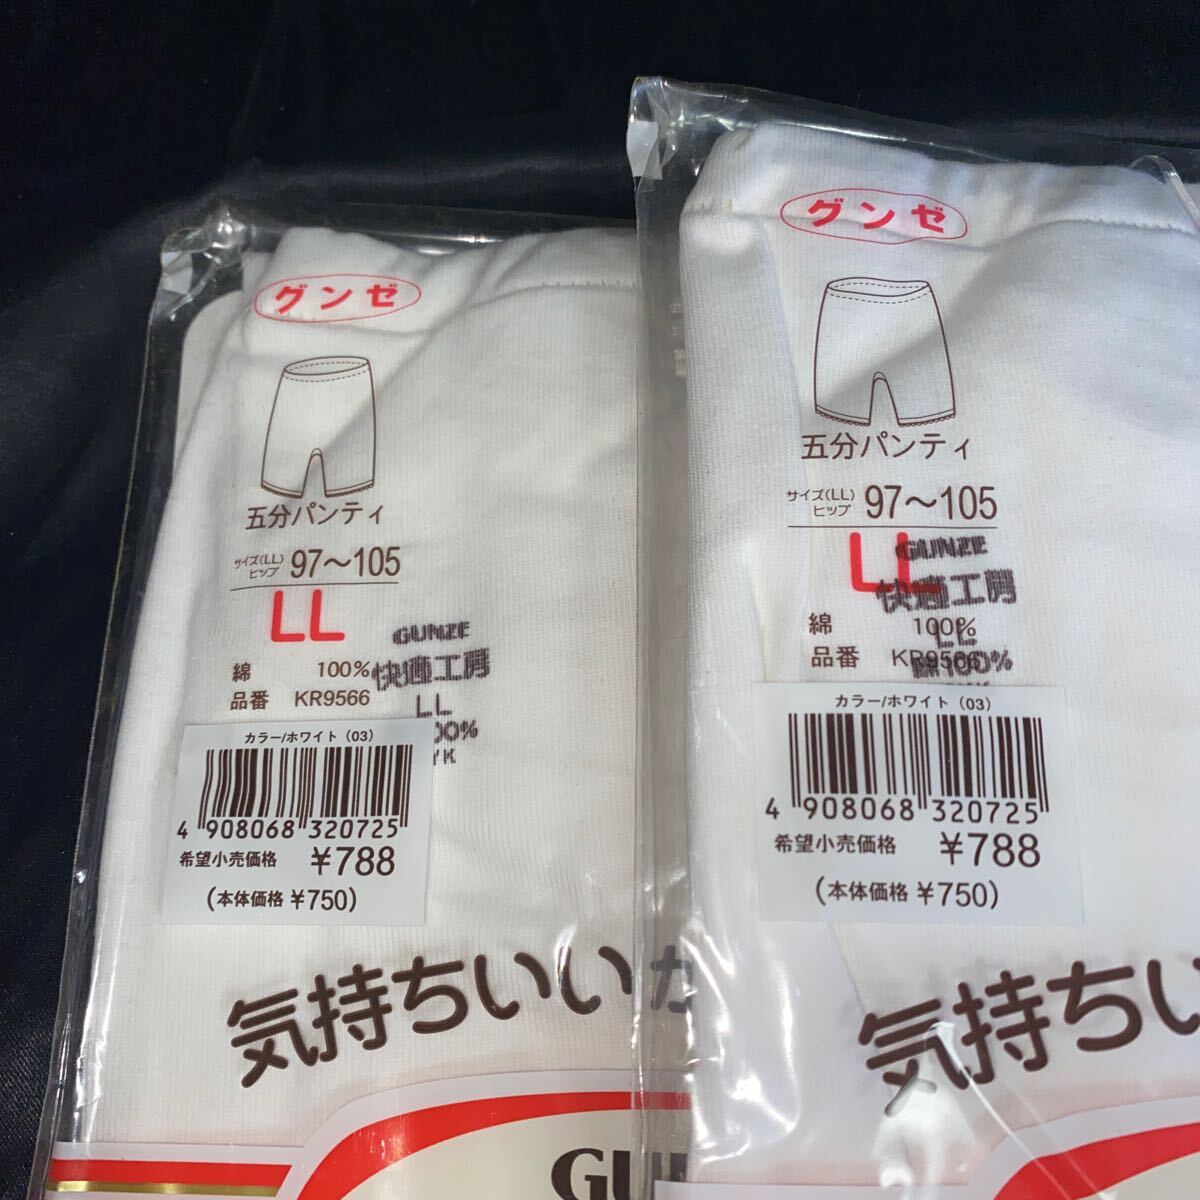 グンゼ
五分パンティ
サイズ(LL)
ヒップ 97〜105
LL
綿 100%
品番 KR9566
GUNZE
快適工房
LL
00%
YK
カラー/ホワイト (03)
4 908068 320725
希望小売価格 ¥788
(本体価格 ¥750)
気持ちいい
GUN
グンゼ
五分パンティ
サイズ(LL)
ヒップ 97〜105
LL
綿 100%
品番 KR9566
GUNZE
快適工房
LL
100%
カラー/ホワイト (03)
4 908068 320725
希望小売価格 ¥788
(本体価格 ¥750)
気持ちい